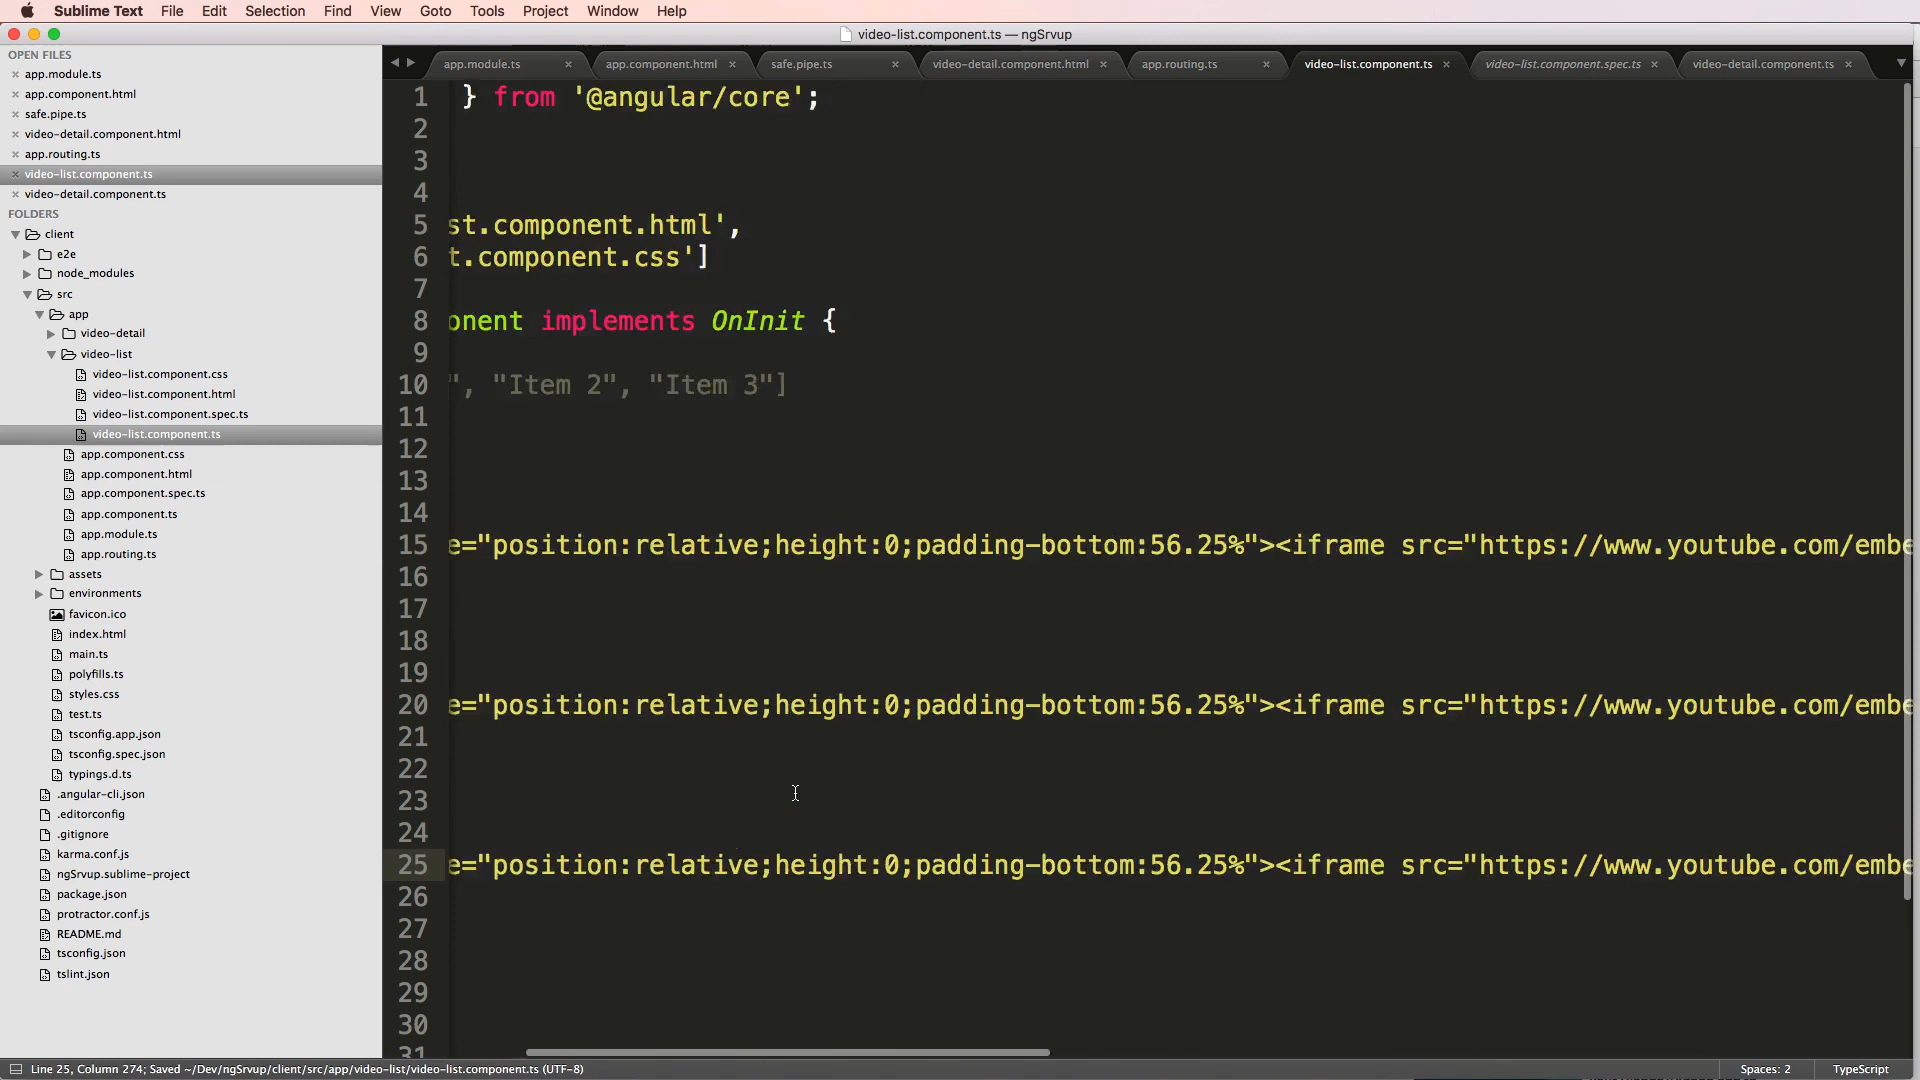 Sublime Text File Edit Selection Find View Goto Tools Project Window Help
video-list.component.ts — ngSrvup
OPEN FILES
app.module.ts
app.component.html
safe.pipe.ts
video-detail.component.html
app.routing.ts
video-list.component.ts
video-detail.component.ts
FOLDERS
client
e2e
node_modules
src
app
video-detail
video-list
video-list.component.css
video-list.component.html
video-list.component.spec.ts
video-list.component.ts
app.component.css
app.component.html
app.component.spec.ts
app.component.ts
app.module.ts
app.routing.ts
assets
environments
favicon.ico
index.html
main.ts
polyfills.ts
styles.css
test.ts
tsconfig.app.json
tsconfig.spec.json
typings.d.ts
.angular-cli.json
.editorconfig
.gitignore
karma.conf.js
ngSrvup.sublime-project
package.json
protractor.conf.js
README.md
tsconfig.json
tslint.json
app.module.ts app.component.html safe.pipe.ts video-detail.component.html app.routing.ts video-list.component.ts video-list.component.spec.ts video-detail.component.ts
1 } from '@angular/core';
2
3
4
5 st.component.html',
6 t.component.css']
7
8 onent implements OnInit {
9
10 ", "Item 2", "Item 3"]
11
12
13
14
15 e="position:relative;height:0;padding-bottom:56.25%"><iframe src="https://www.youtube.com/embe
16
17
18
19
20 e="position:relative;height:0;padding-bottom:56.25%"><iframe src="https://www.youtube.com/embe
21
22
23
24
25 e="position:relative;height:0;padding-bottom:56.25%"><iframe src="https://www.youtube.com/embe
26
27
28
29
30
31
Line 25, Column 274; Saved ~/Dev/ngSrvup/client/src/app/video-list/video-list.component.ts (UTF-8) Spaces: 2 TypeScript